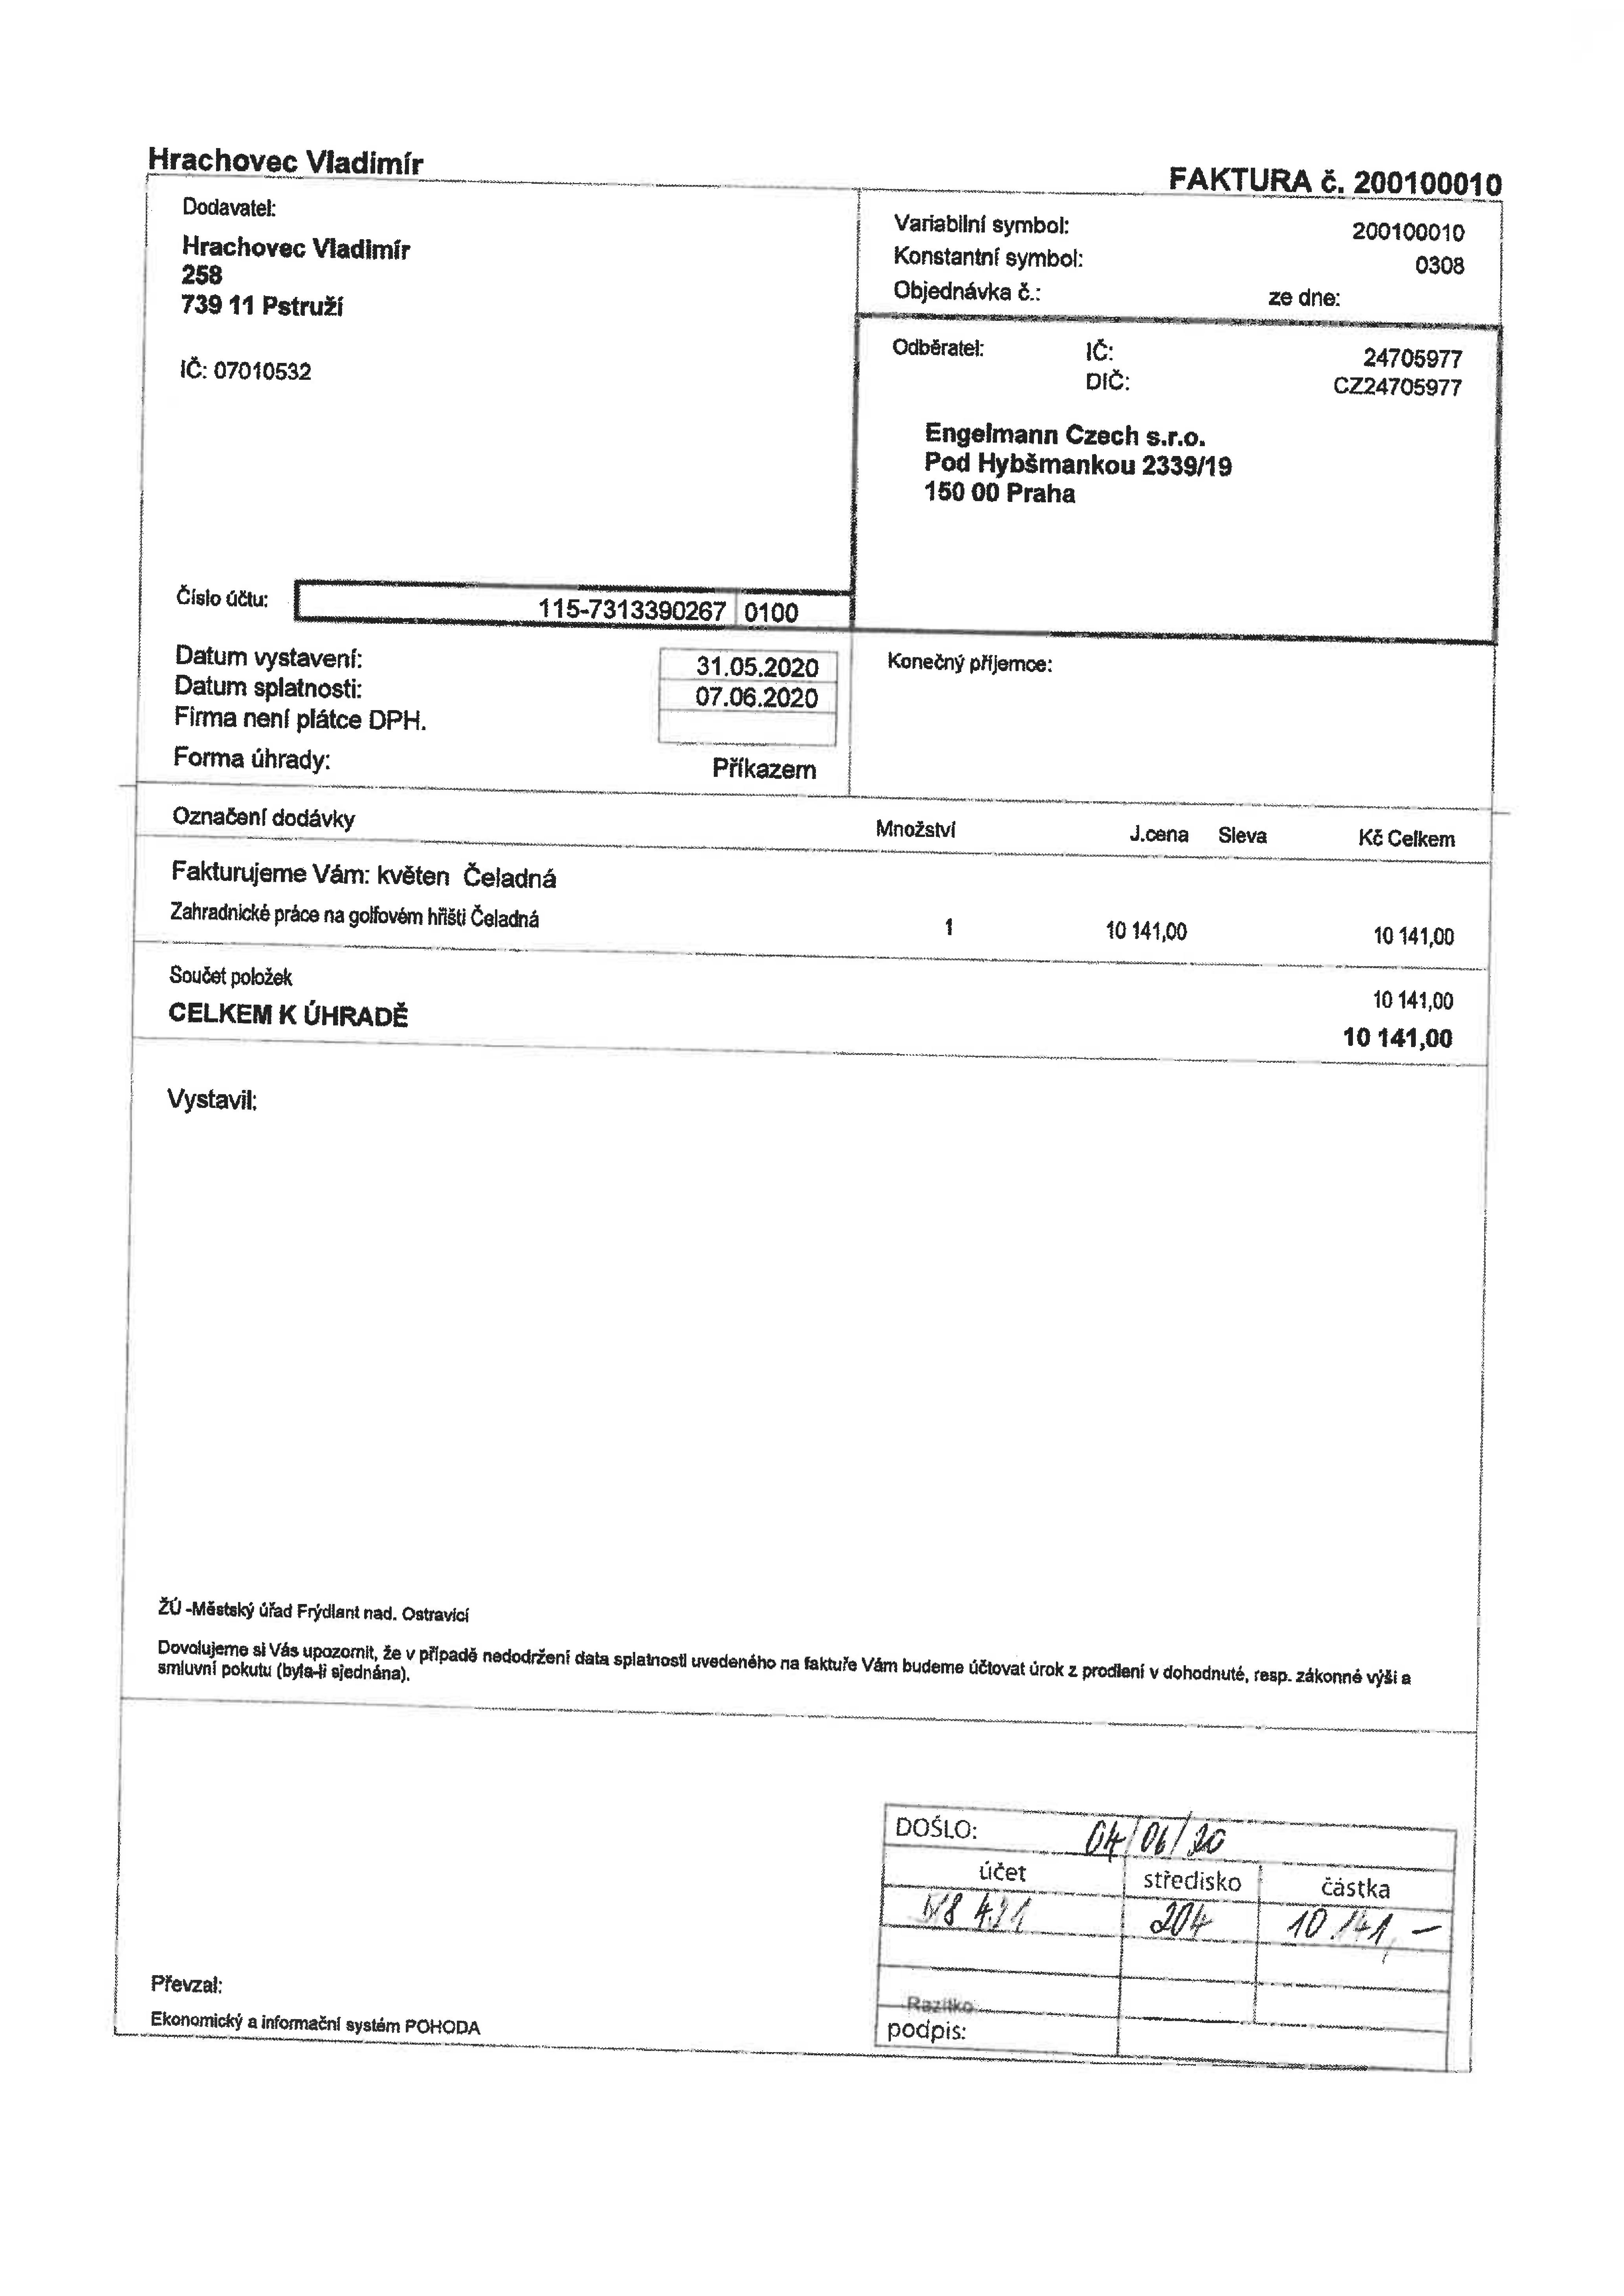 Hrachovec Vladimír
FAKTURA č. 200100010
Dodavatel:
Hrachovec Vladimír
258
739 11 Pstruží
IČ: 07010532
Variabilní symbol: 200100010
Konstantní symbol: 0308
Objednávka č.: ze dne:
Odběratel: IČ: 24705977
DIČ: CZ24705977
Engelmann Czech s.r.o.
Pod Hybšmankou 2339/19
150 00 Praha
Číslo účtu: 115-7313390267 0100
Datum vystavení: 31.05.2020
Datum splatnosti: 07.06.2020
Firma není plátce DPH.
Forma úhrady: Příkazem
Konečný příjemce:
Označení dodávky Množství J.cena Sleva Kč Celkem
Fakturujeme Vám: květen Čeladná
Zahradnické práce na golfovém hřišti Čeladná 1 10 141,00 10 141,00
Součet položek 10 141,00
CELKEM K ÚHRADĚ 10 141,00
Vystavil:
ŽÚ -Městský úřad Frýdlant nad. Ostravicí
Dovolujeme si Vás upozornit, že v případě nedodržení data splatnosti uvedeného na faktuře Vám budeme účtovat úrok z prodlení v dohodnuté, resp. zákonné výši a
smluvní pokutu (byla-li sjednána).
DOŠLO: 04/06/20
účet středisko částka
204 10.141,-
Razítko:
podpis:
Převzal:
Ekonomický a informační systém POHODA